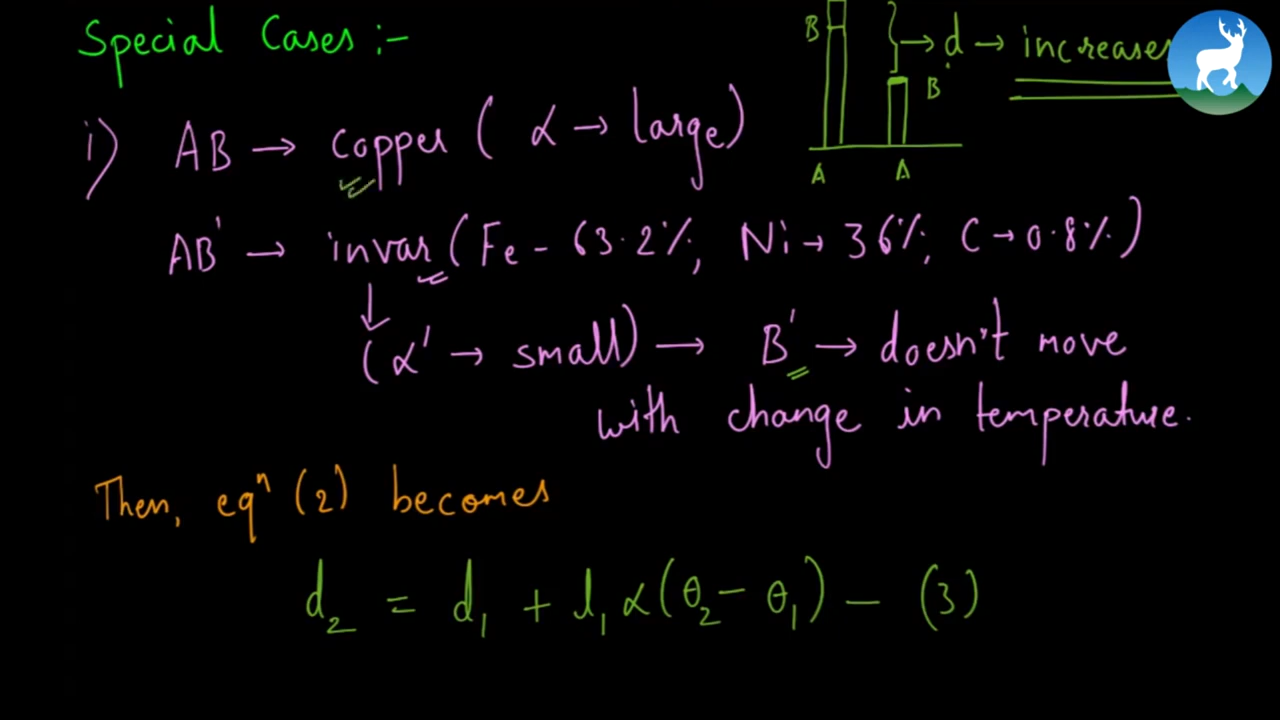 Special Cases :-
B } → d → increases
B'
A A
i) AB → copper ( α → large)
AB' → invar (Fe - 63.2%, Ni → 36%, C → 0.8%)
↓
(α' → small) → B' → doesn't move
with change in temperature.
Then, eqⁿ (2) becomes
d₂ = d₁ + l₁ α (θ₂ - θ₁) - (3)